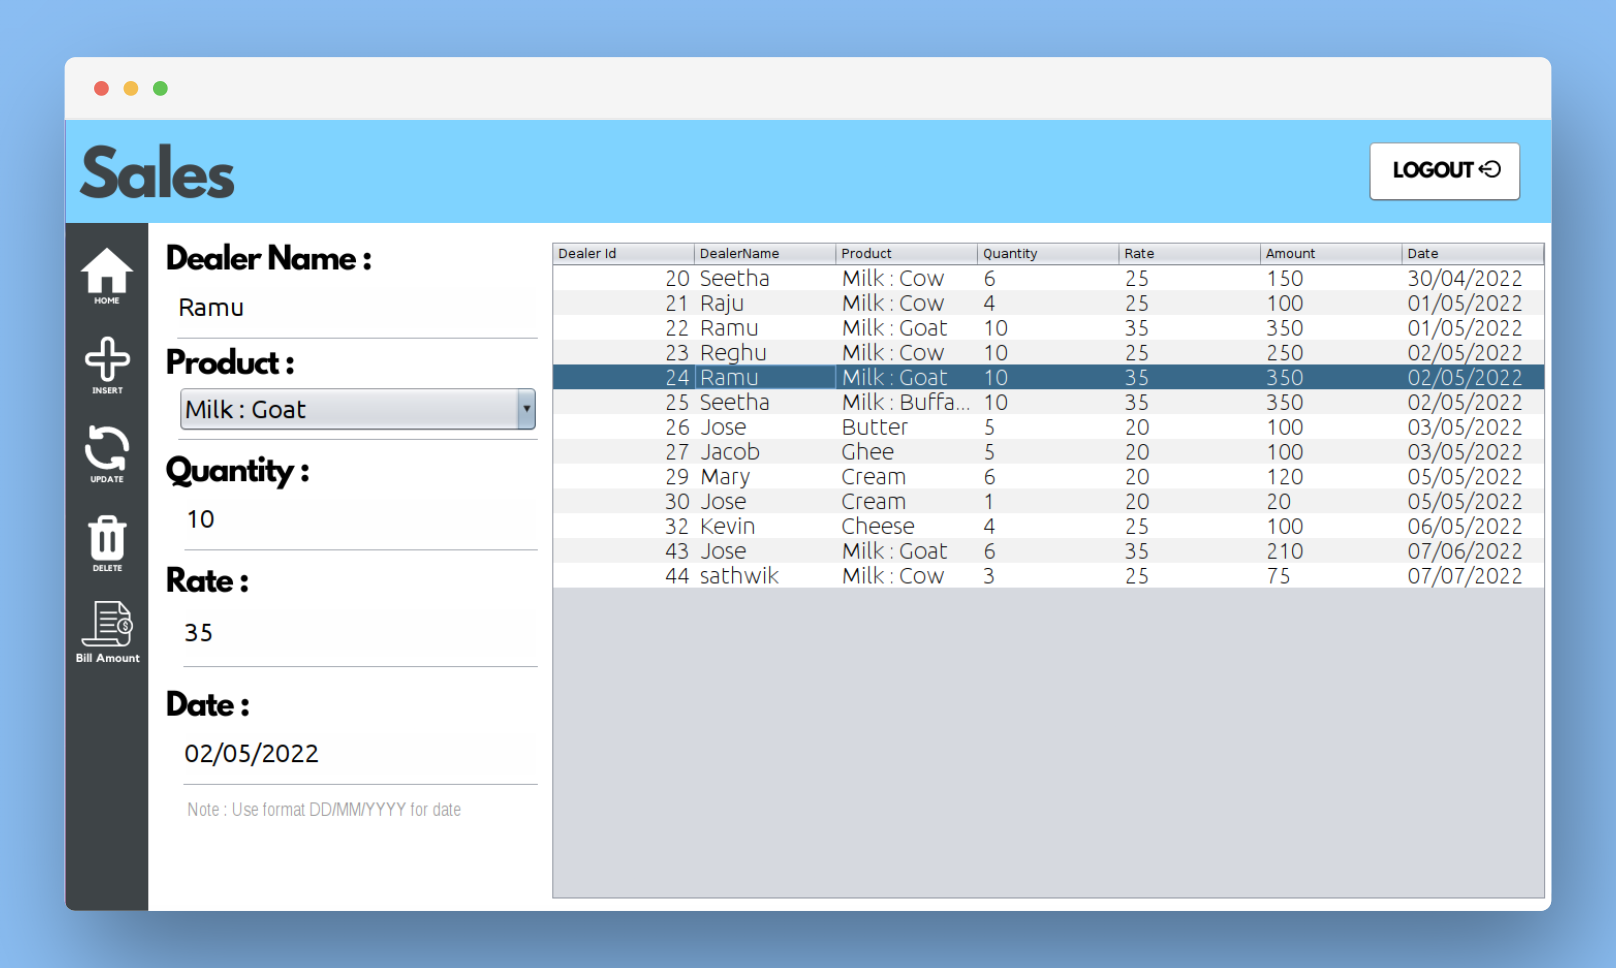 Sales
LOGOUT
HOME
INSERT
UPDATE
DELETE
Bill Amount
Dealer Name :
Ramu
Product :
Milk : Goat
Quantity :
10
Rate :
35
Date :
02/05/2022
Note : Use format DD/MM/YYYY for date
Dealer Id DealerName Product Quantity Rate Amount Date
20 Seetha Milk : Cow 6 25 150 30/04/2022
21 Raju Milk : Cow 4 25 100 01/05/2022
22 Ramu Milk : Goat 10 35 350 01/05/2022
23 Reghu Milk : Cow 10 25 250 02/05/2022
24 Ramu Milk : Goat 10 35 350 02/05/2022
25 Seetha Milk : Buffa... 10 35 350 02/05/2022
26 Jose Butter 5 20 100 03/05/2022
27 Jacob Ghee 5 20 100 03/05/2022
29 Mary Cream 6 20 120 05/05/2022
30 Jose Cream 1 20 20 05/05/2022
32 Kevin Cheese 4 25 100 06/05/2022
43 Jose Milk : Goat 6 35 210 07/06/2022
44 sathwik Milk : Cow 3 25 75 07/07/2022